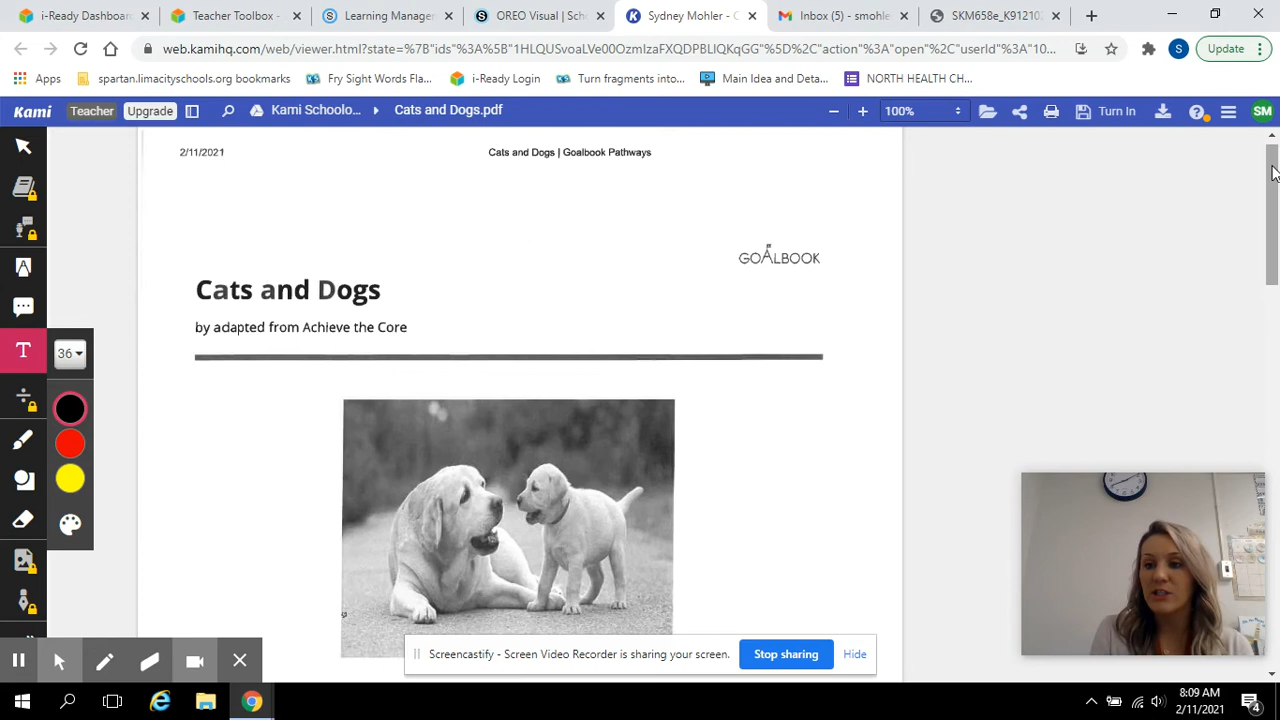 i-Ready Dashboard
Teacher Toolbox -
Learning Manager
OREO Visual | Sch
Sydney Mohler - C
Inbox (5) - smohle
SKM658e_K91210
web.kamihq.com/web/viewer.html?state=%7B"ids"%3A%5B"1HLQUSvoaLVe00OzmIzaFXQDPBLIQKqGG"%5D%2C"action"%3A"open"%2C"userId"%3A"10...
S
Update
Apps
spartan.limacityschools.org bookmarks
Fry Sight Words Fla...
i-Ready Login
Turn fragments into...
Main Idea and Deta...
NORTH HEALTH CH...
Kami
Teacher
Upgrade
Kami Schoolo...
Cats and Dogs.pdf
100%
Turn In
SM
2/11/2021
Cats and Dogs | Goalbook Pathways
GOALBOOK
Cats and Dogs
by adapted from Achieve the Core
T
36
Screencastify - Screen Video Recorder is sharing your screen.
Stop sharing
Hide
8:09 AM
2/11/2021
4